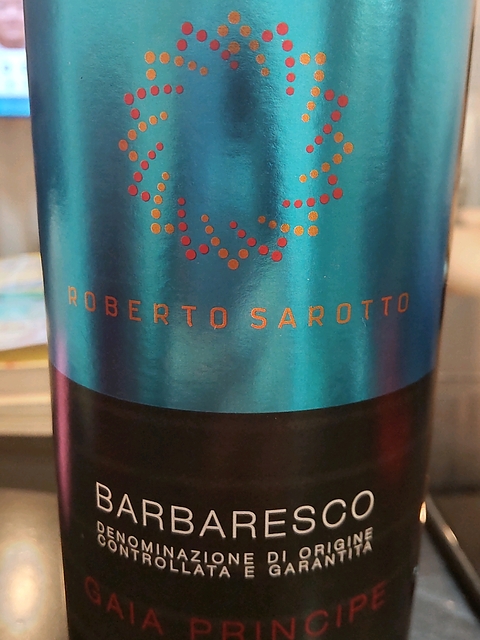 ROBERTO SAROTTO
BARBARESCO
DENOMINAZIONE DI ORIGINE
CONTROLLATA E GARANTITA
GAIA PRINCIPE